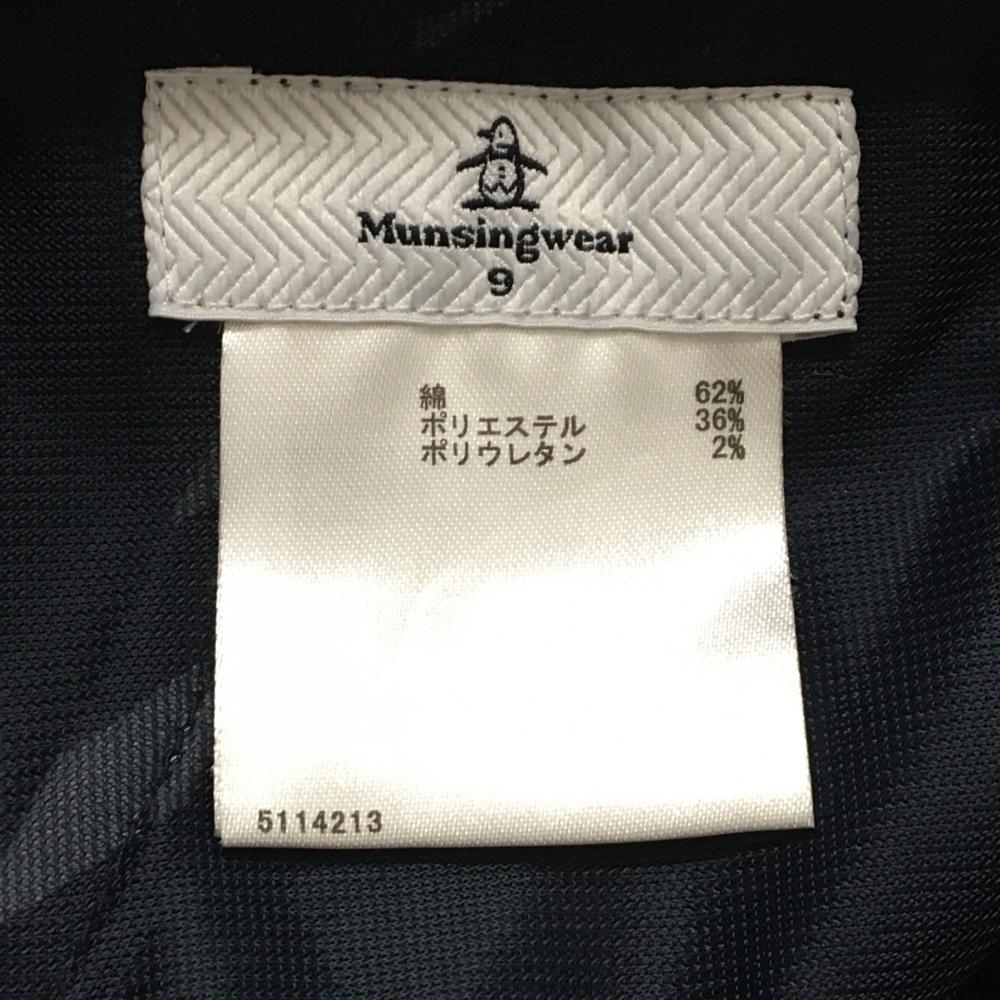 Munsingwear
9
綿 62%
ポリエステル 36%
ポリウレタン 2%
5114213